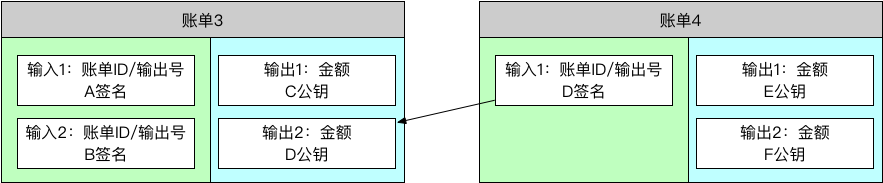 账单3
输入1：账单ID/输出号
A签名
输入2：账单ID/输出号
B签名
输出1：金额
C公钥
输出2：金额
D公钥
账单4
输入1：账单ID/输出号
D签名
输出1：金额
E公钥
输出2：金额
F公钥